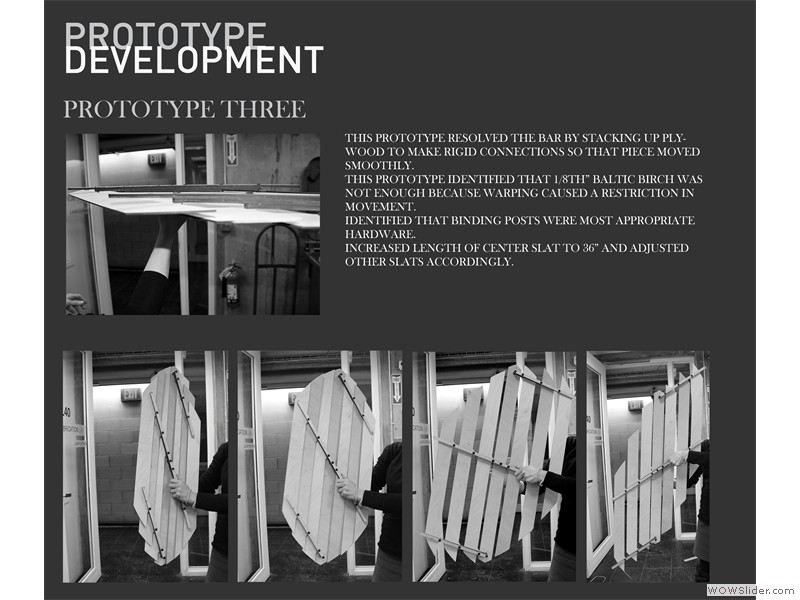 PROTOTYPE
DEVELOPMENT
PROTOTYPE THREE
THIS PROTOTYPE RESOLVED THE BAR BY STACKING UP PLY-
WOOD TO MAKE RIGID CONNECTIONS SO THAT PIECE MOVED
SMOOTHLY.
THIS PROTOTYPE IDENTIFIED THAT 1/8TH” BALTIC BIRCH WAS
NOT ENOUGH BECAUSE WARPING CAUSED A RESTRICTION IN
MOVEMENT.
IDENTIFIED THAT BINDING POSTS WERE MOST APPROPRIATE
HARDWARE.
INCREASED LENGTH OF CENTER SLAT TO 36” AND ADJUSTED
OTHER SLATS ACCORDINGLY.
EXIT
EXIT
WOWSlider.com